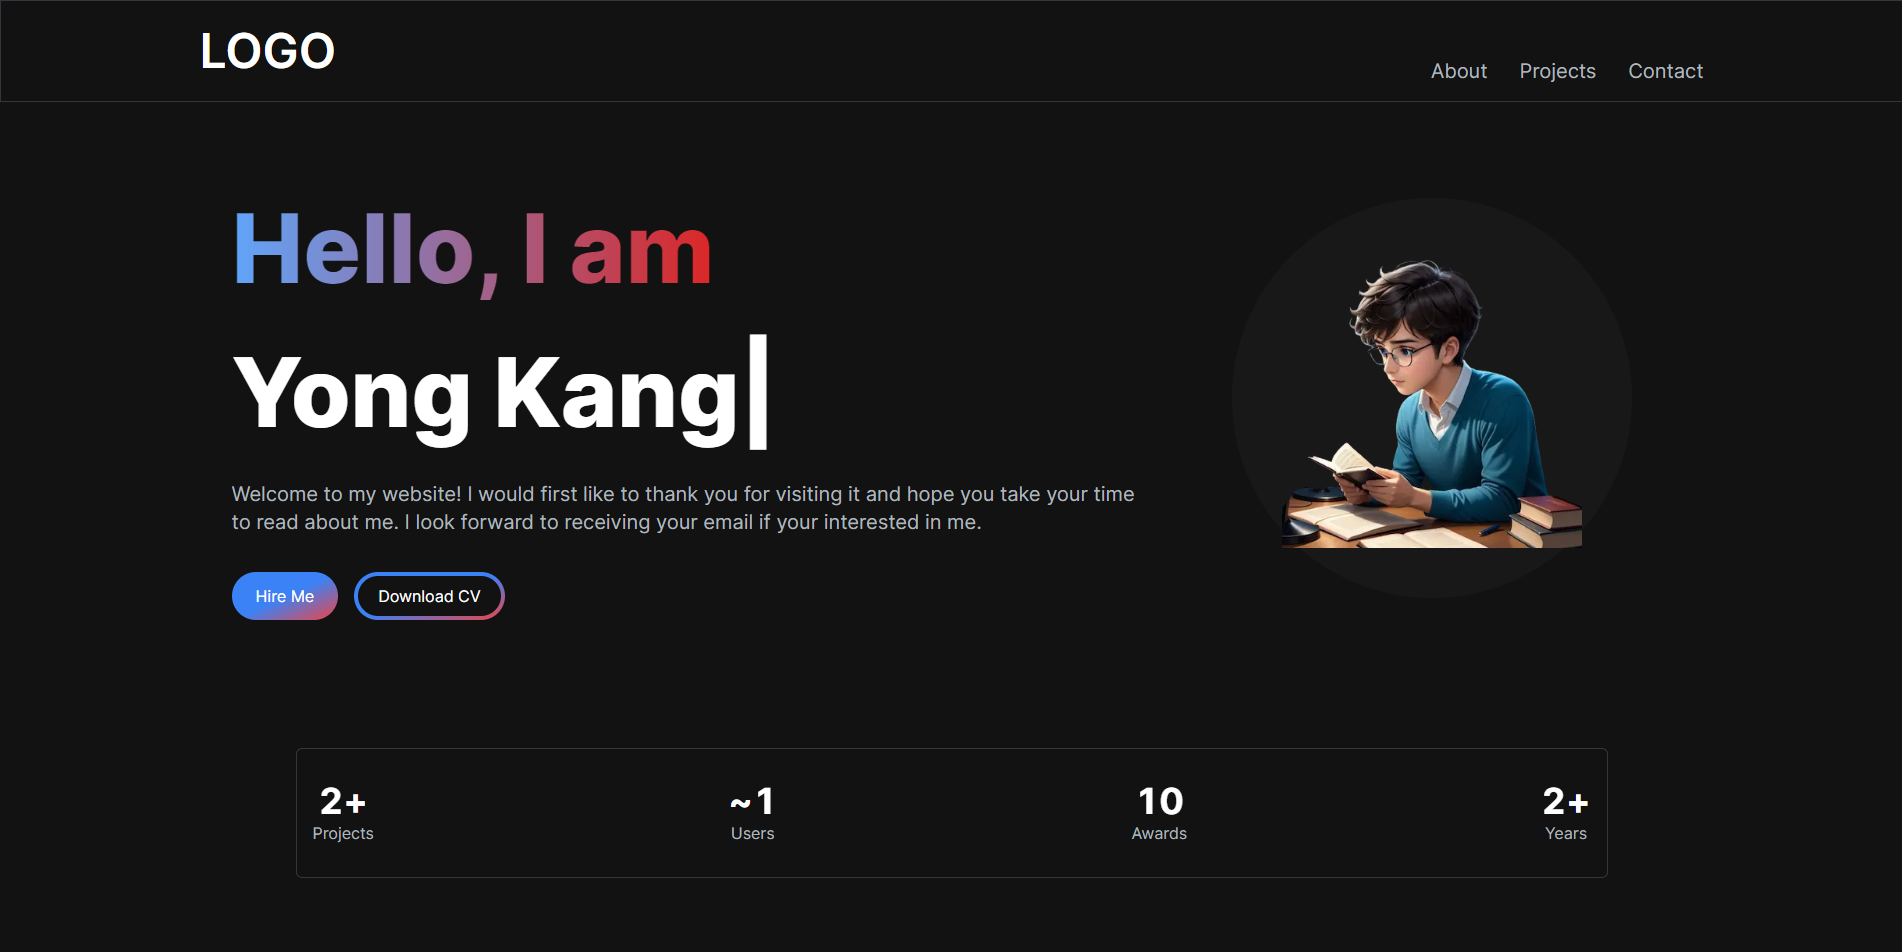 LOGO
About Projects Contact
Hello, I am
Yong Kang
Welcome to my website! I would first like to thank you for visiting it and hope you take your time
to read about me. I look forward to receiving your email if your interested in me.
Hire Me Download CV
2+ ~1 10 2+
Projects Users Awards Years